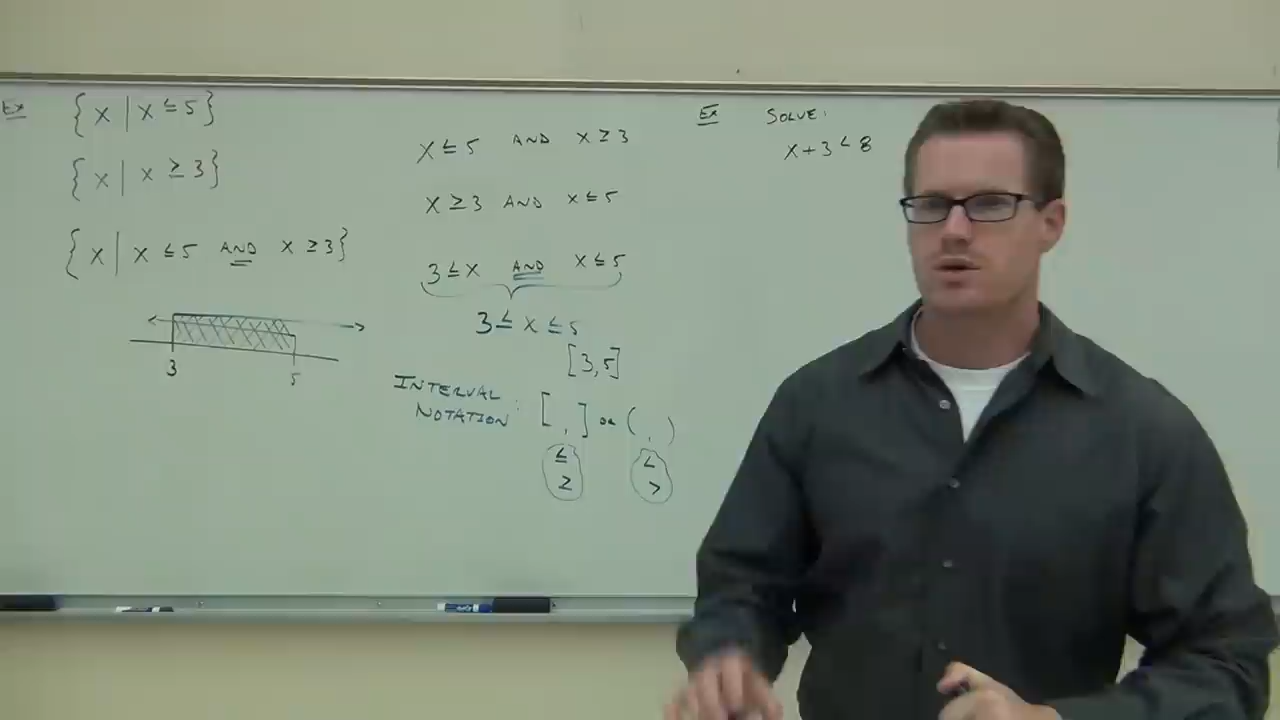 Ex {x | x ≤ 5}
{x | x ≥ 3}
{x | x ≤ 5 AND x ≥ 3}
3 5
x ≤ 5 AND x ≥ 3
x ≥ 3 AND x ≤ 5
3 ≤ x AND x ≤ 5
3 ≤ x ≤ 5
[3,5]
INTERVAL
NOTATION: [ , ] or ( , )
≤ <
≥ >
Ex SOLVE:
x + 3 < 8